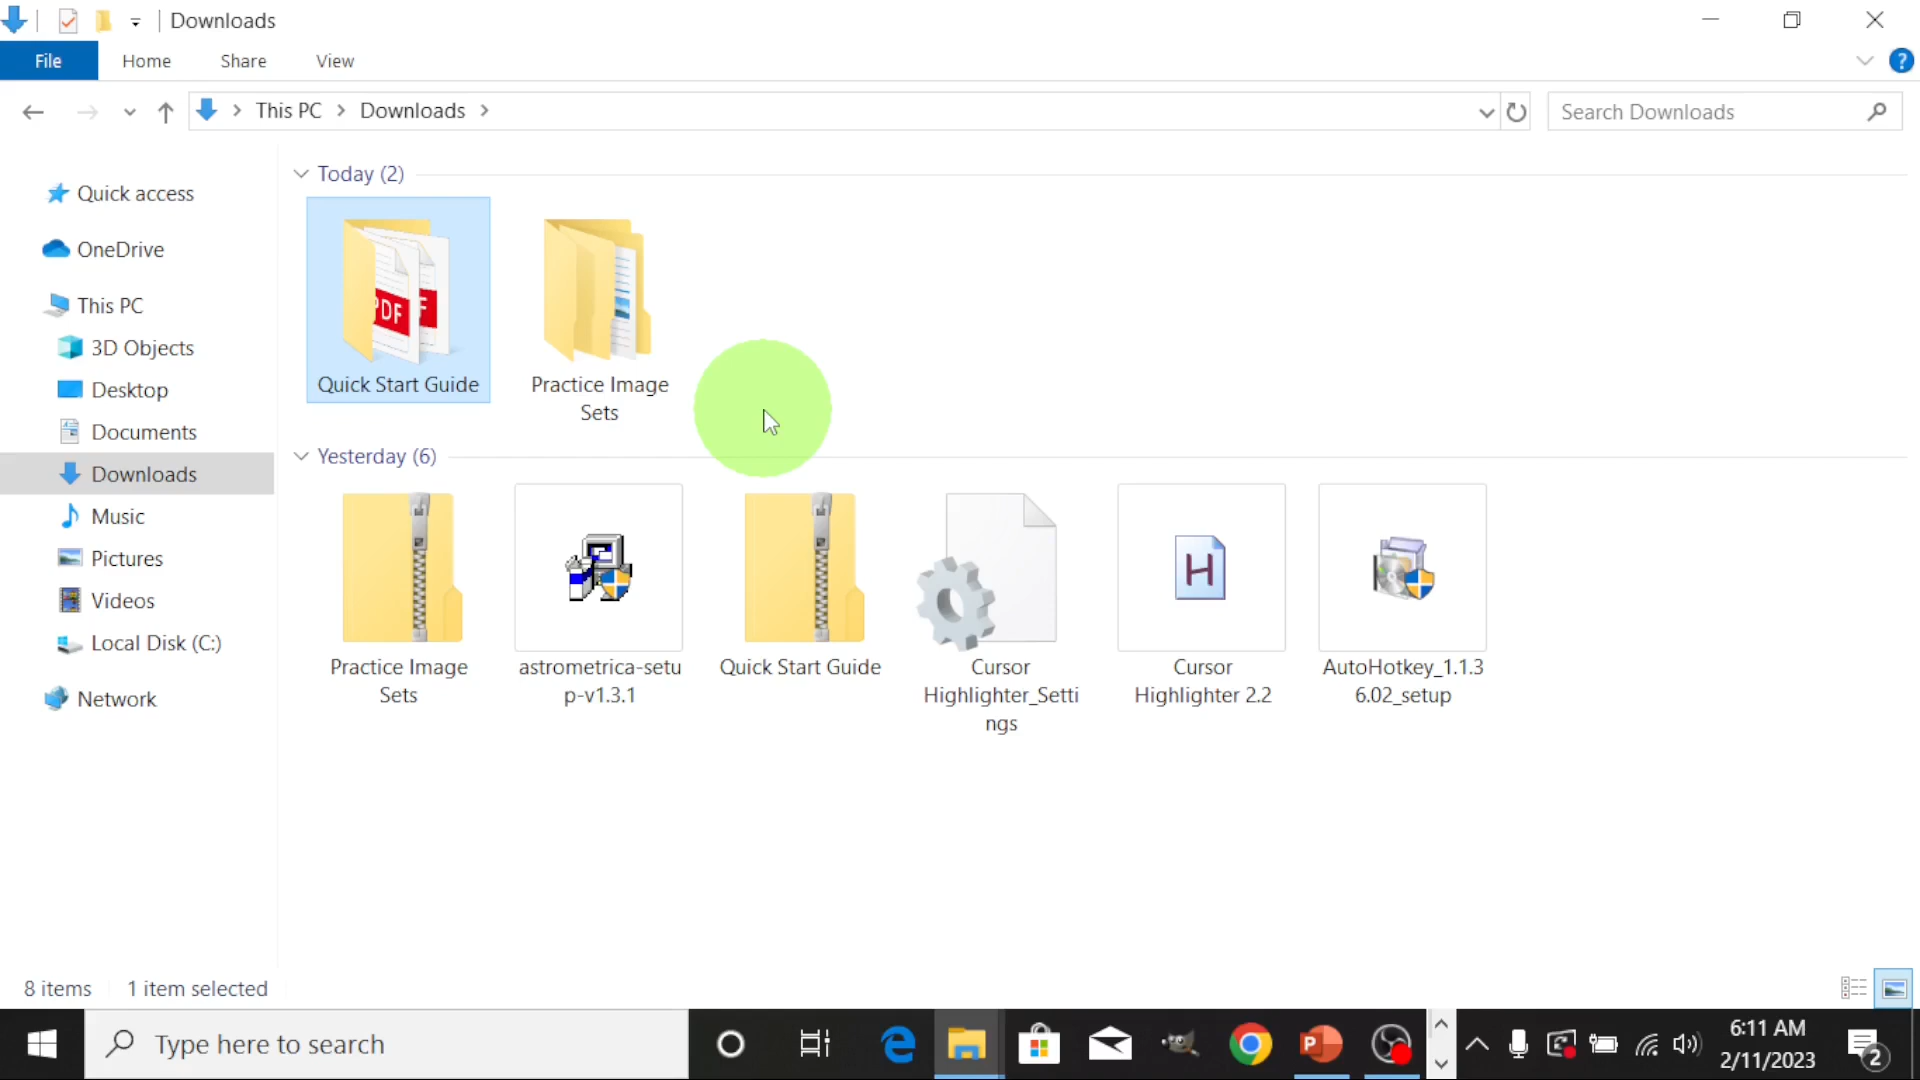 Downloads
File Home Share View
?
This PC Downloads
Search Downloads
Quick access
OneDrive
This PC
3D Objects
Desktop
Documents
Downloads
Music
Pictures
Videos
Local Disk (C:)
Network
Today (2)
PDF
F
Quick Start Guide
Practice Image
Sets
Yesterday (6)
H
Practice Image
Sets
astrometrica-setu
p-v1.3.1
Quick Start Guide
Cursor
Highlighter_Setti
ngs
Cursor
Highlighter 2.2
AutoHotkey_1.1.3
6.02_setup
8 items 1 item selected
Type here to search
P
6:11 AM
2/11/2023
2